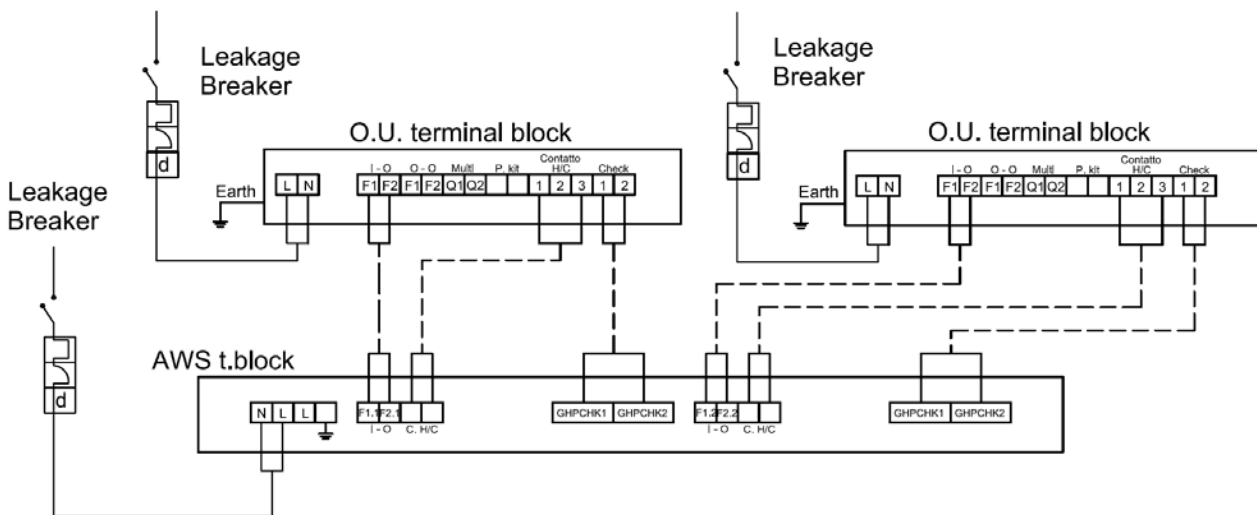 Leakage
Breaker
d
O.U. terminal block
I - O O - O Multi P. kit Contatto H/C Check
L N F1 F2 F1 F2 Q1 Q2 1 2 3 1 2
Earth
Leakage
Breaker
d
O.U. terminal block
I - O O - O Multi P. kit Contatto H/C Check
L N F1 F2 F1 F2 Q1 Q2 1 2 3 1 2
Earth
Leakage
Breaker
d
AWS t.block
N L L F1.1 F2.1 GHPCHK1 GHPCHK2 F1.2 F2.2 GHPCHK1 GHPCHK2
I - O C. H/C I - O C. H/C